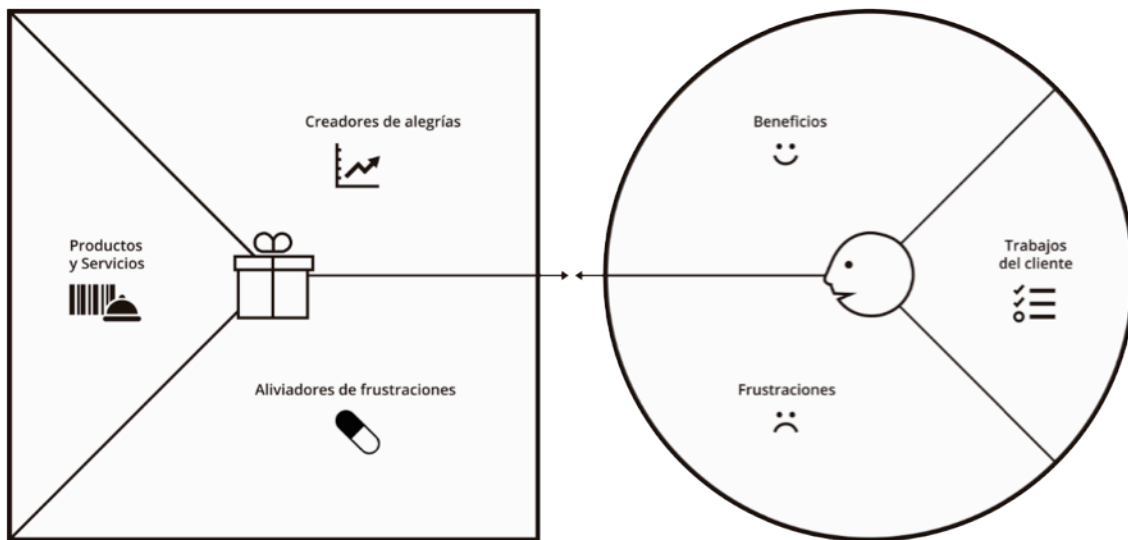 Creadores de alegrías
Productos
y Servicios
Aliviadores de frustraciones
Beneficios
Trabajos
del cliente
Frustraciones